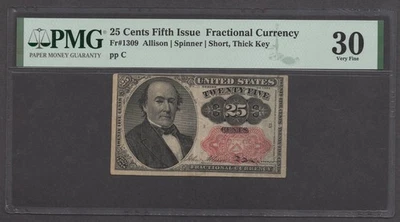 PMG
PAPER MONEY GUARANTY
25 Cents Fifth Issue Fractional Currency
Fr#1309 Allison | Spinner | Short, Thick Key
pp C
30
Very Fine
UNITED STATES
TWENTY FIVE
25
CENTS
FRACTIONAL CURRENCY